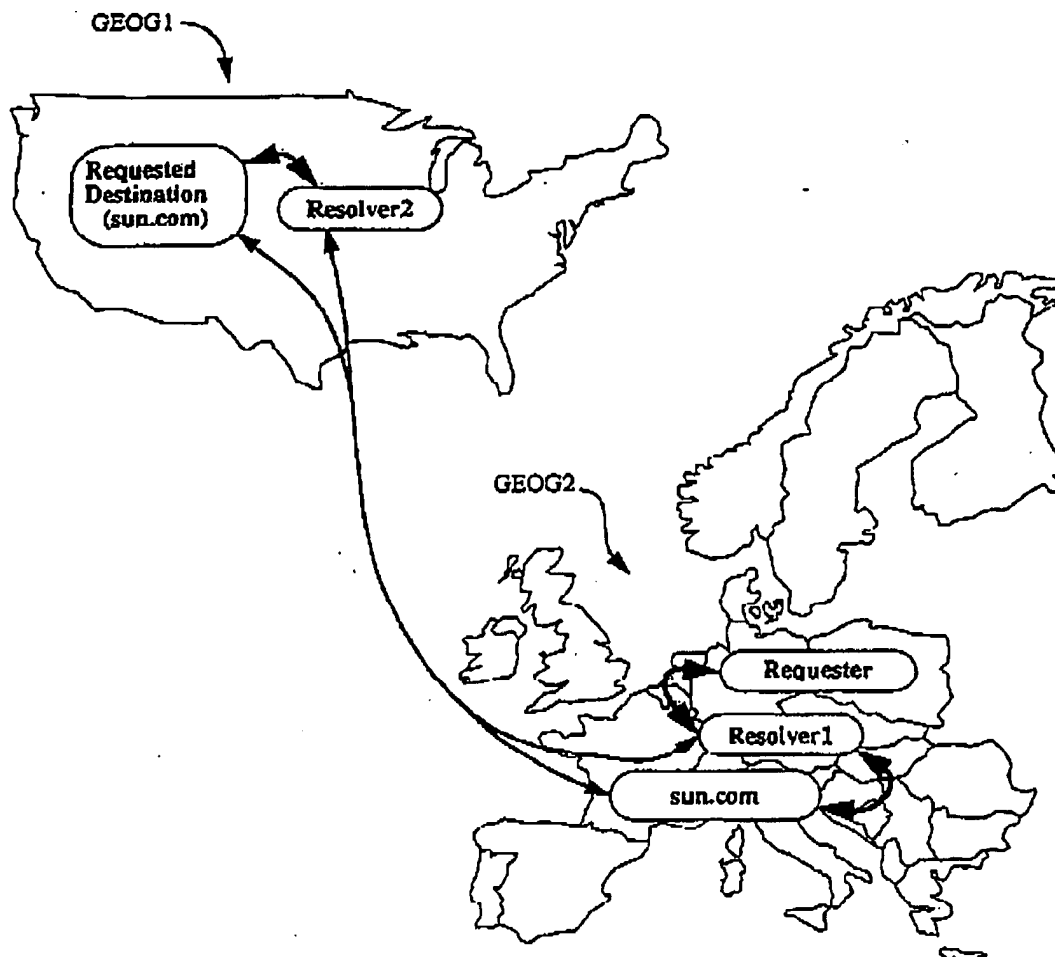 GEOG1
Requested
Destination
(sun.com)
Resolver2
GEOG2
Requester
Resolver1
sun.com